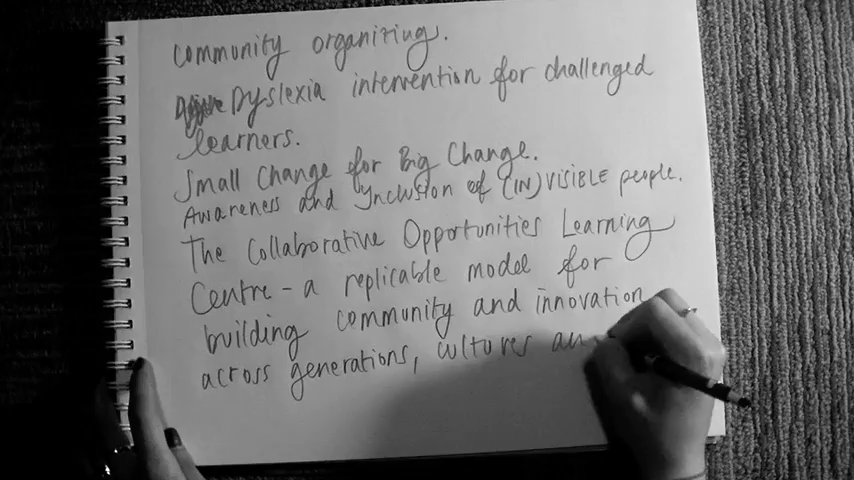 community organizing.
Dyslexia intervention for challenged
learners.
Small Change for Big Change.
Awareness and Inclusion of (IN)VISIBLE people.
The Collaborative Opportunities Learning
Centre - a replicable model for
building community and innovation
across generations, cultures an